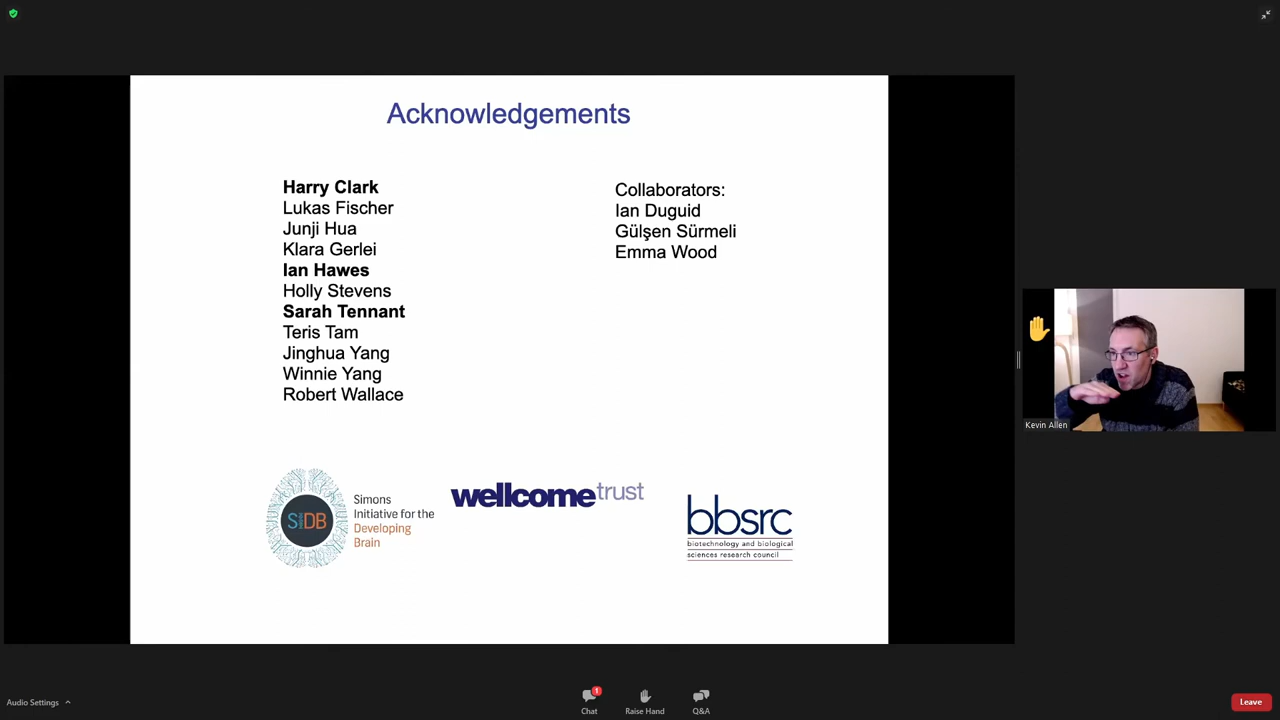 Acknowledgements
Harry Clark
Lukas Fischer
Junji Hua
Klara Gerlei
Ian Hawes
Holly Stevens
Sarah Tennant
Teris Tam
Jinghua Yang
Winnie Yang
Robert Wallace
Collaborators:
Ian Duguid
Gülşen Sürmeli
Emma Wood
SIDB
Simons
Initiative for the
Developing
Brain
wellcometrust
bbsrc
biotechnology and biological
sciences research council
Kevin Allen
Audio Settings
1
Chat
Raise Hand
Q&A
Leave